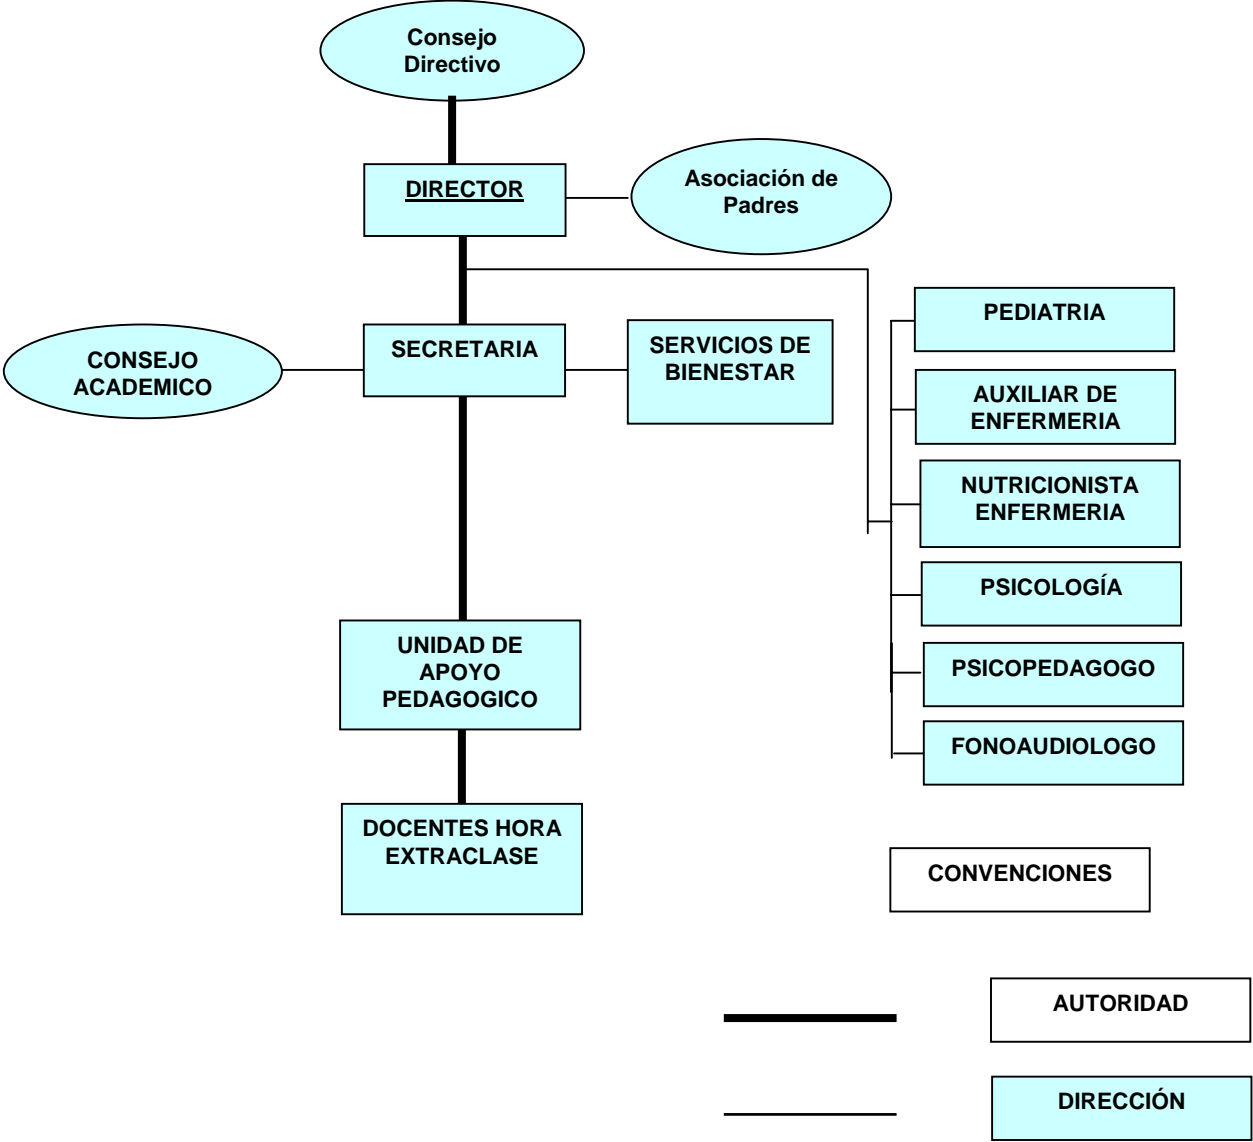 Consejo
Directivo
DIRECTOR
Asociación de
Padres
CONSEJO
ACADEMICO
SECRETARIA
SERVICIOS DE
BIENESTAR
PEDIATRIA
AUXILIAR DE
ENFERMERIA
NUTRICIONISTA
ENFERMERIA
PSICOLOGÍA
PSICOPEDAGOGO
FONOAUDIOLOGO
UNIDAD DE
APOYO
PEDAGOGICO
DOCENTES HORA
EXTRACLASE
CONVENCIONES
AUTORIDAD
DIRECCIÓN